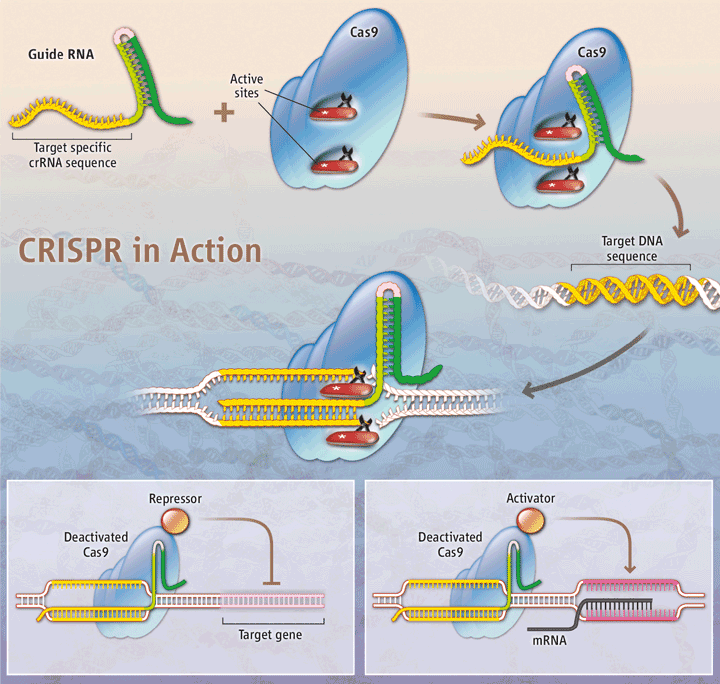 Guide RNA
Cas9
Cas9
Active
sites
Target specific
crRNA sequence
CRISPR in Action
Target DNA
sequence
Repressor
Deactivated
Cas9
Target gene
Activator
Deactivated
Cas9
mRNA